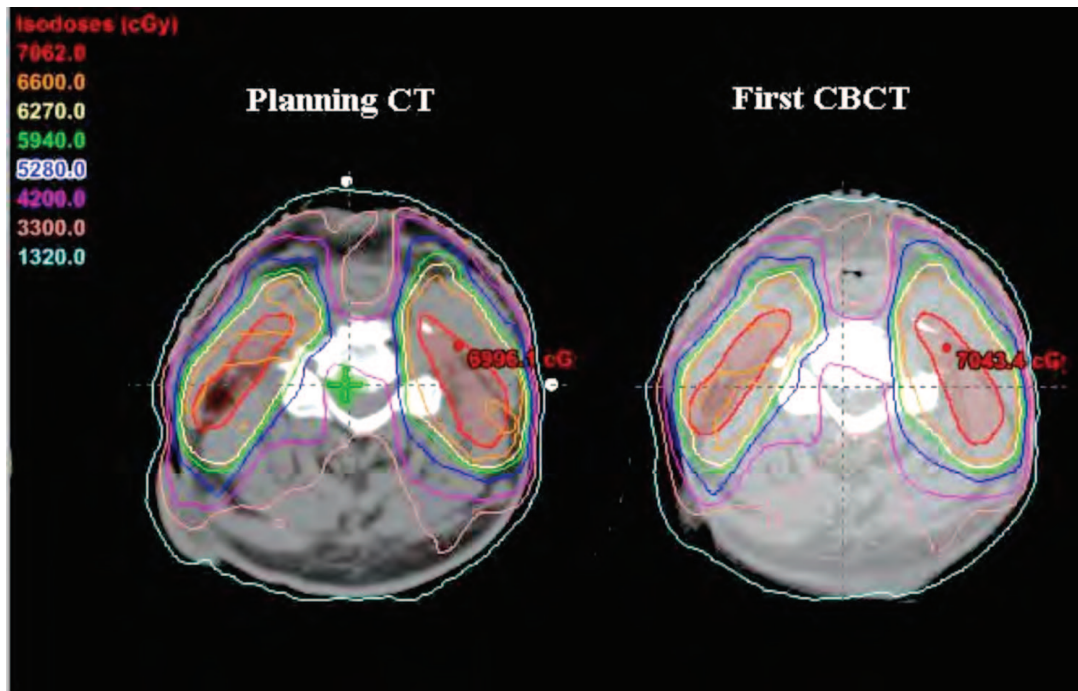 Isodoses (cGy)
7062.0
6600.0
6270.0
5940.0
5280.0
4200.0
3300.0
1320.0
Planning CT
First CBCT
6996.1 cG
7043.4 cG